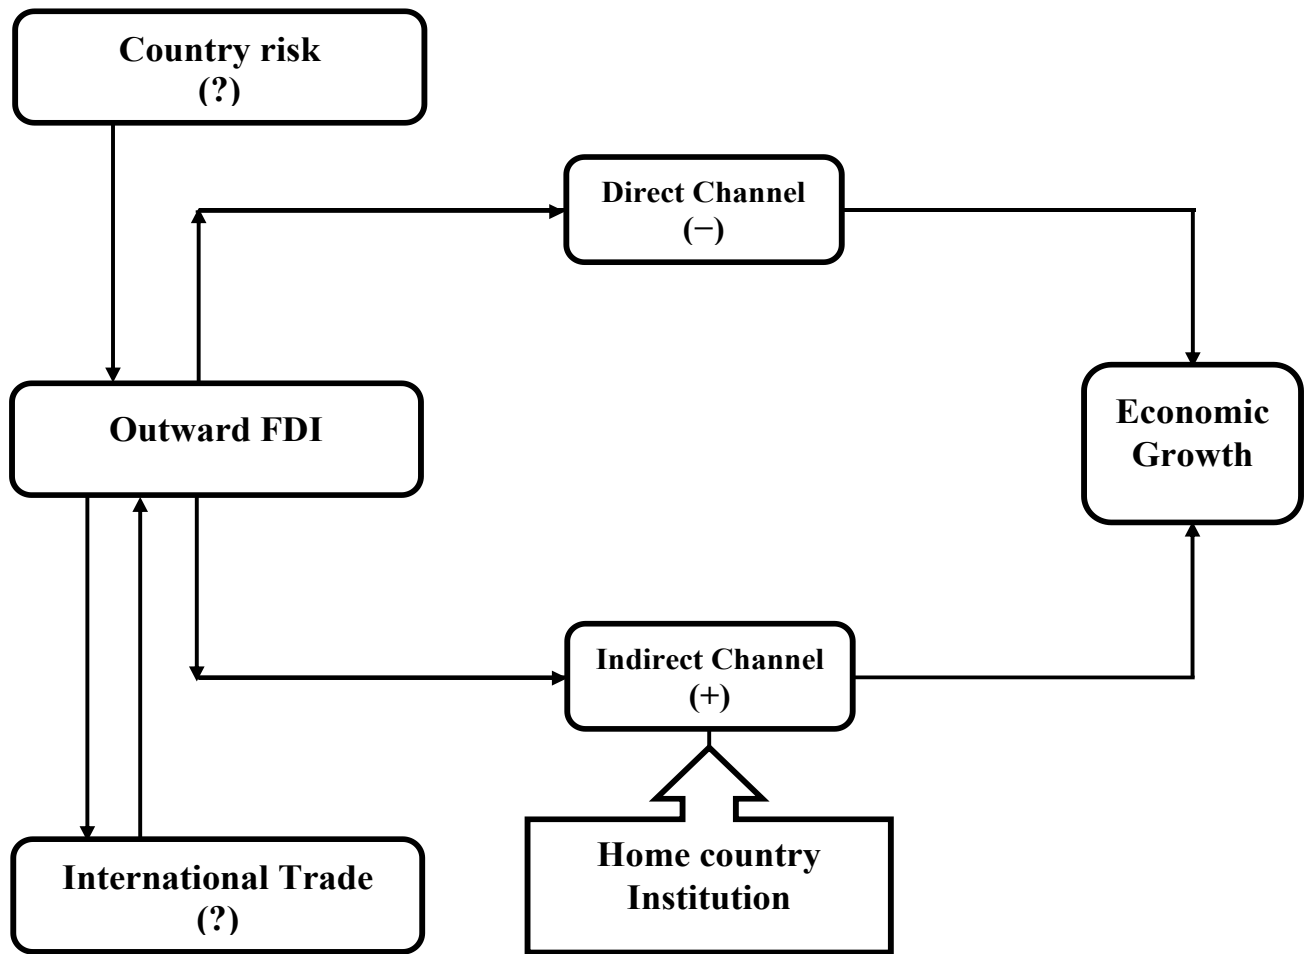 Country risk
(?)
Direct Channel
(−)
Outward FDI
Economic
Growth
Indirect Channel
(+)
Home country
Institution
International Trade
(?)